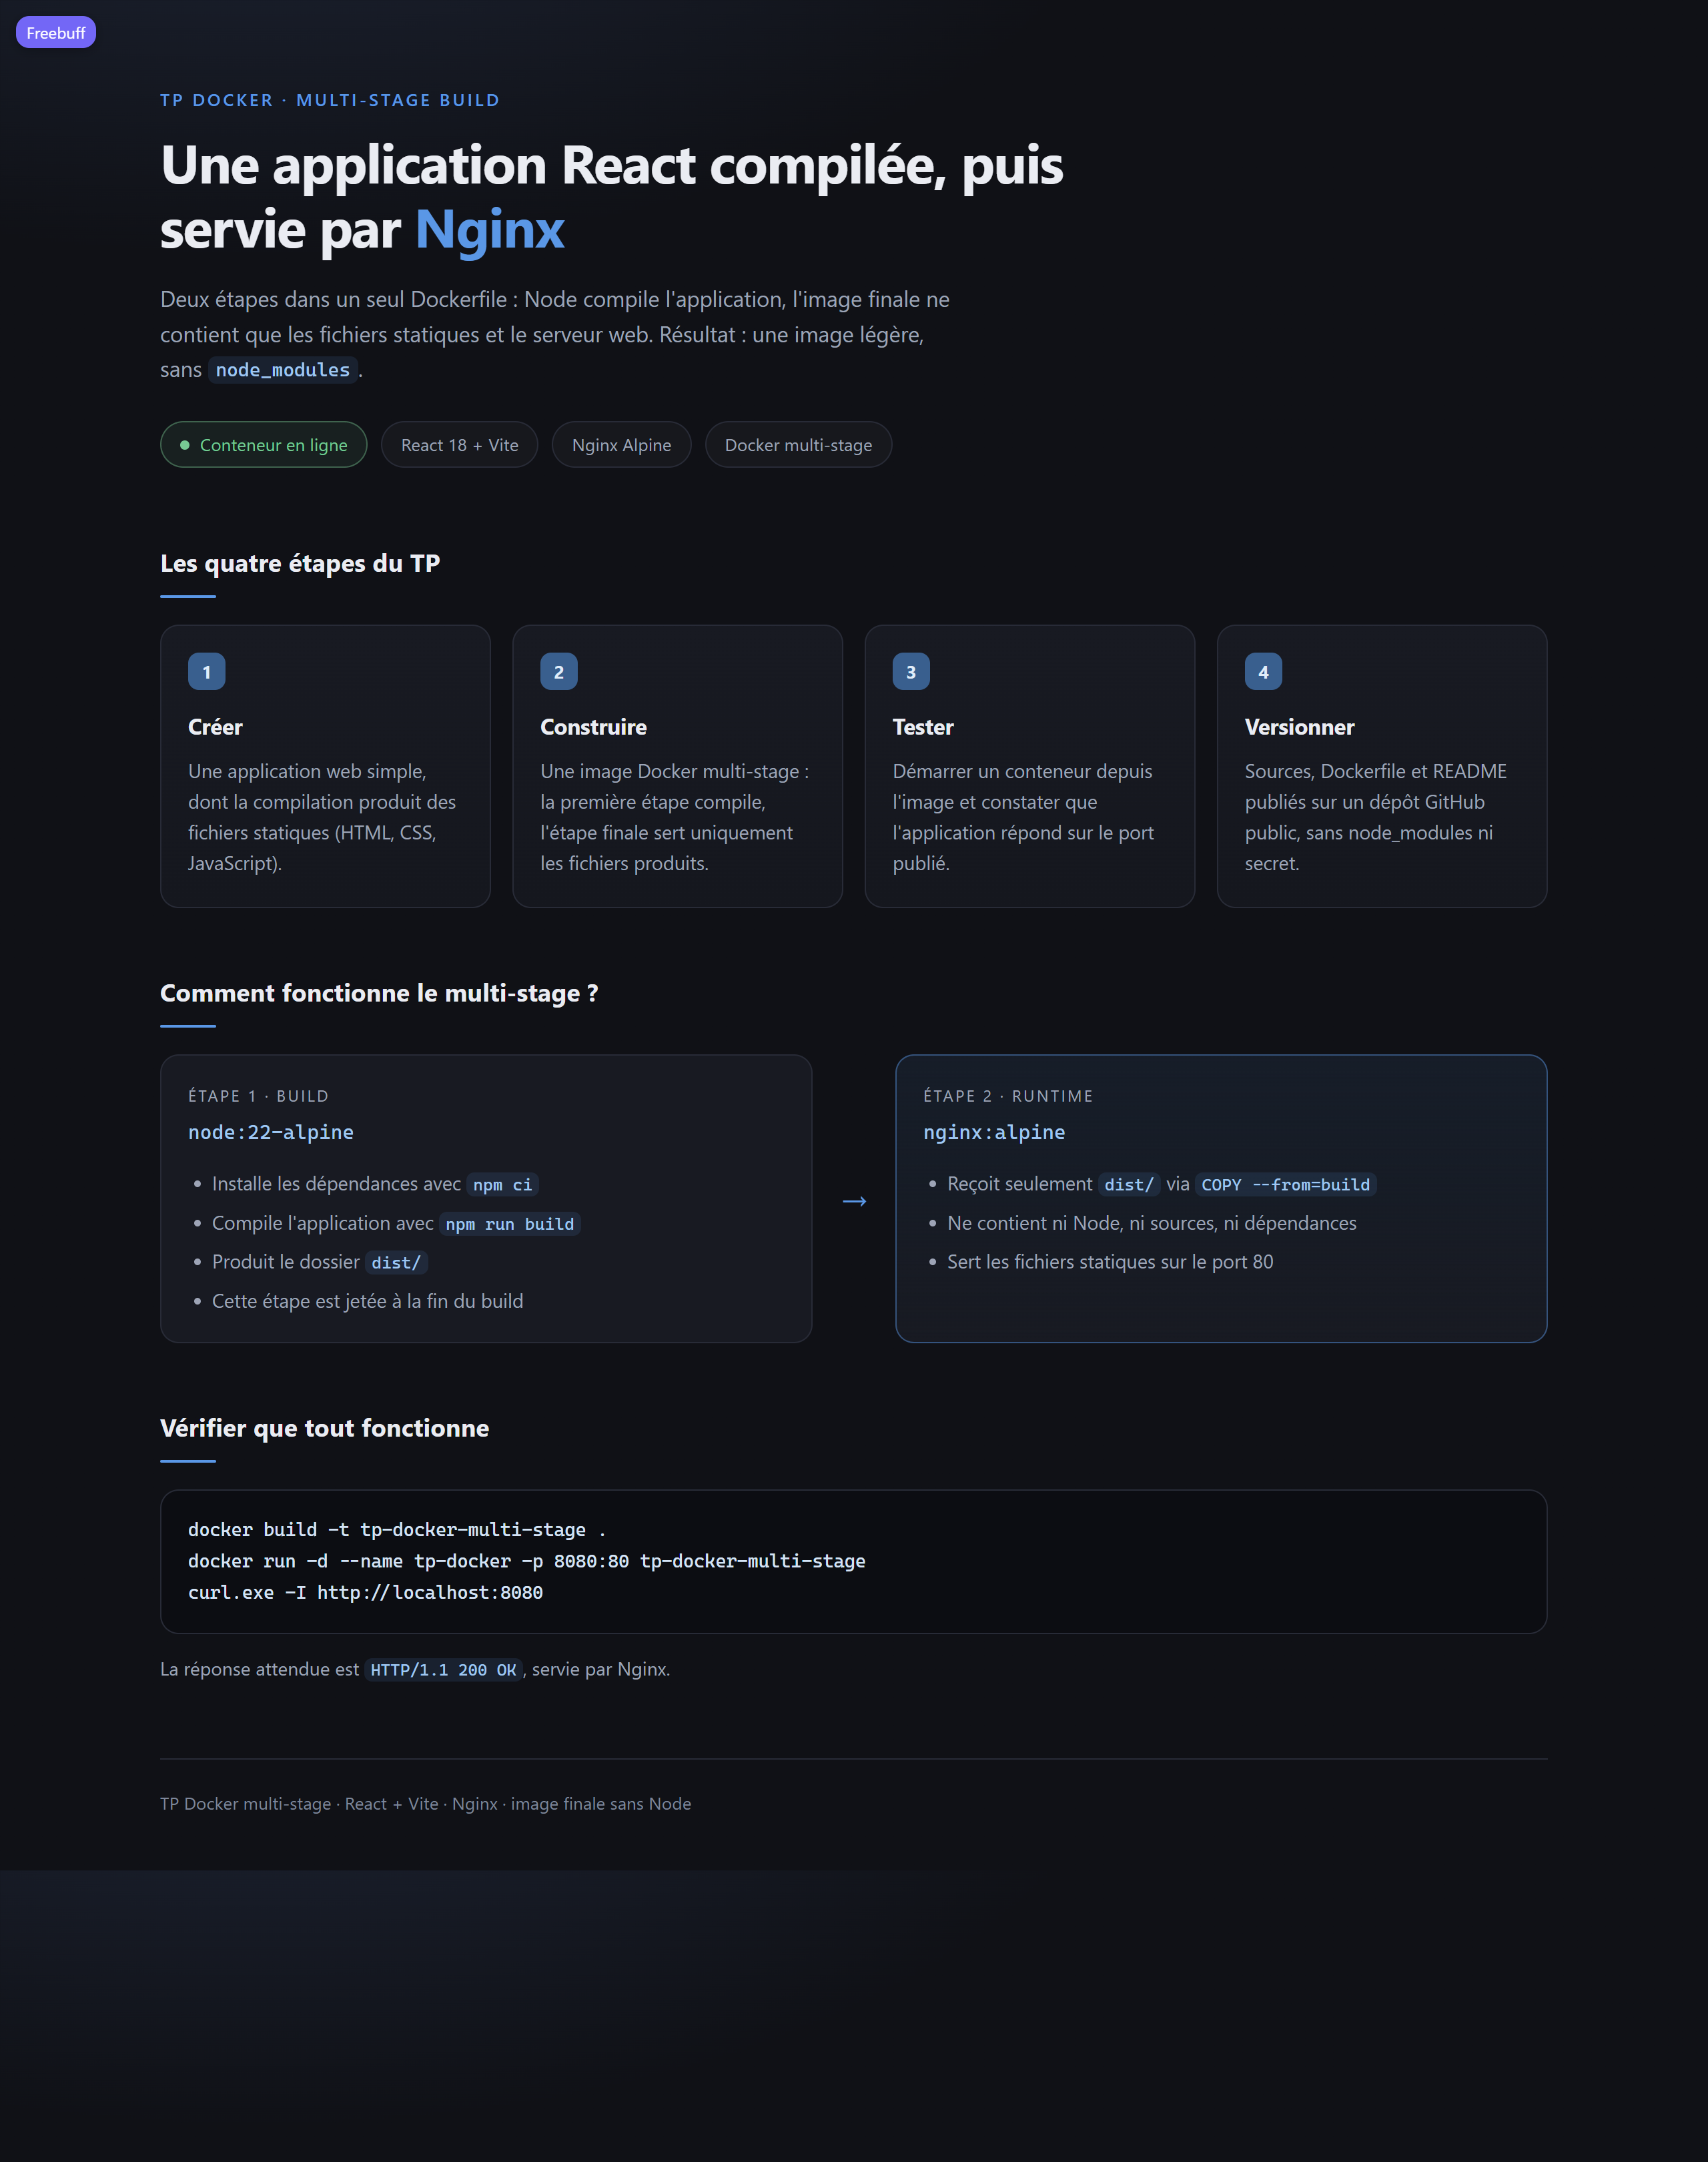 Freebuff
TP DOCKER · MULTI-STAGE BUILD
Une application React compilée, puis
servie par Nginx
Deux étapes dans un seul Dockerfile : Node compile l'application, l'image finale ne
contient que les fichiers statiques et le serveur web. Résultat : une image légère,
sans node_modules.
Conteneur en ligne
React 18 + Vite
Nginx Alpine
Docker multi-stage
Les quatre étapes du TP
1
Créer
Une application web simple,
dont la compilation produit des
fichiers statiques (HTML, CSS,
JavaScript).
2
Construire
Une image Docker multi-stage :
la première étape compile,
l'étape finale sert uniquement
les fichiers produits.
3
Tester
Démarrer un conteneur depuis
l'image et constater que
l'application répond sur le port
publié.
4
Versionner
Sources, Dockerfile et README
publiés sur un dépôt GitHub
public, sans node_modules ni
secret.
Comment fonctionne le multi-stage ?
ÉTAPE 1 · BUILD
node:22-alpine
• Installe les dépendances avec npm ci
• Compile l'application avec npm run build
• Produit le dossier dist/
• Cette étape est jetée à la fin du build
→
ÉTAPE 2 · RUNTIME
nginx:alpine
• Reçoit seulement dist/ via COPY --from=build
• Ne contient ni Node, ni sources, ni dépendances
• Sert les fichiers statiques sur le port 80
Vérifier que tout fonctionne
docker build -t tp-docker-multi-stage .
docker run -d --name tp-docker -p 8080:80 tp-docker-multi-stage
curl.exe -I http://localhost:8080
La réponse attendue est HTTP/1.1 200 OK, servie par Nginx.
TP Docker multi-stage · React + Vite · Nginx · image finale sans Node